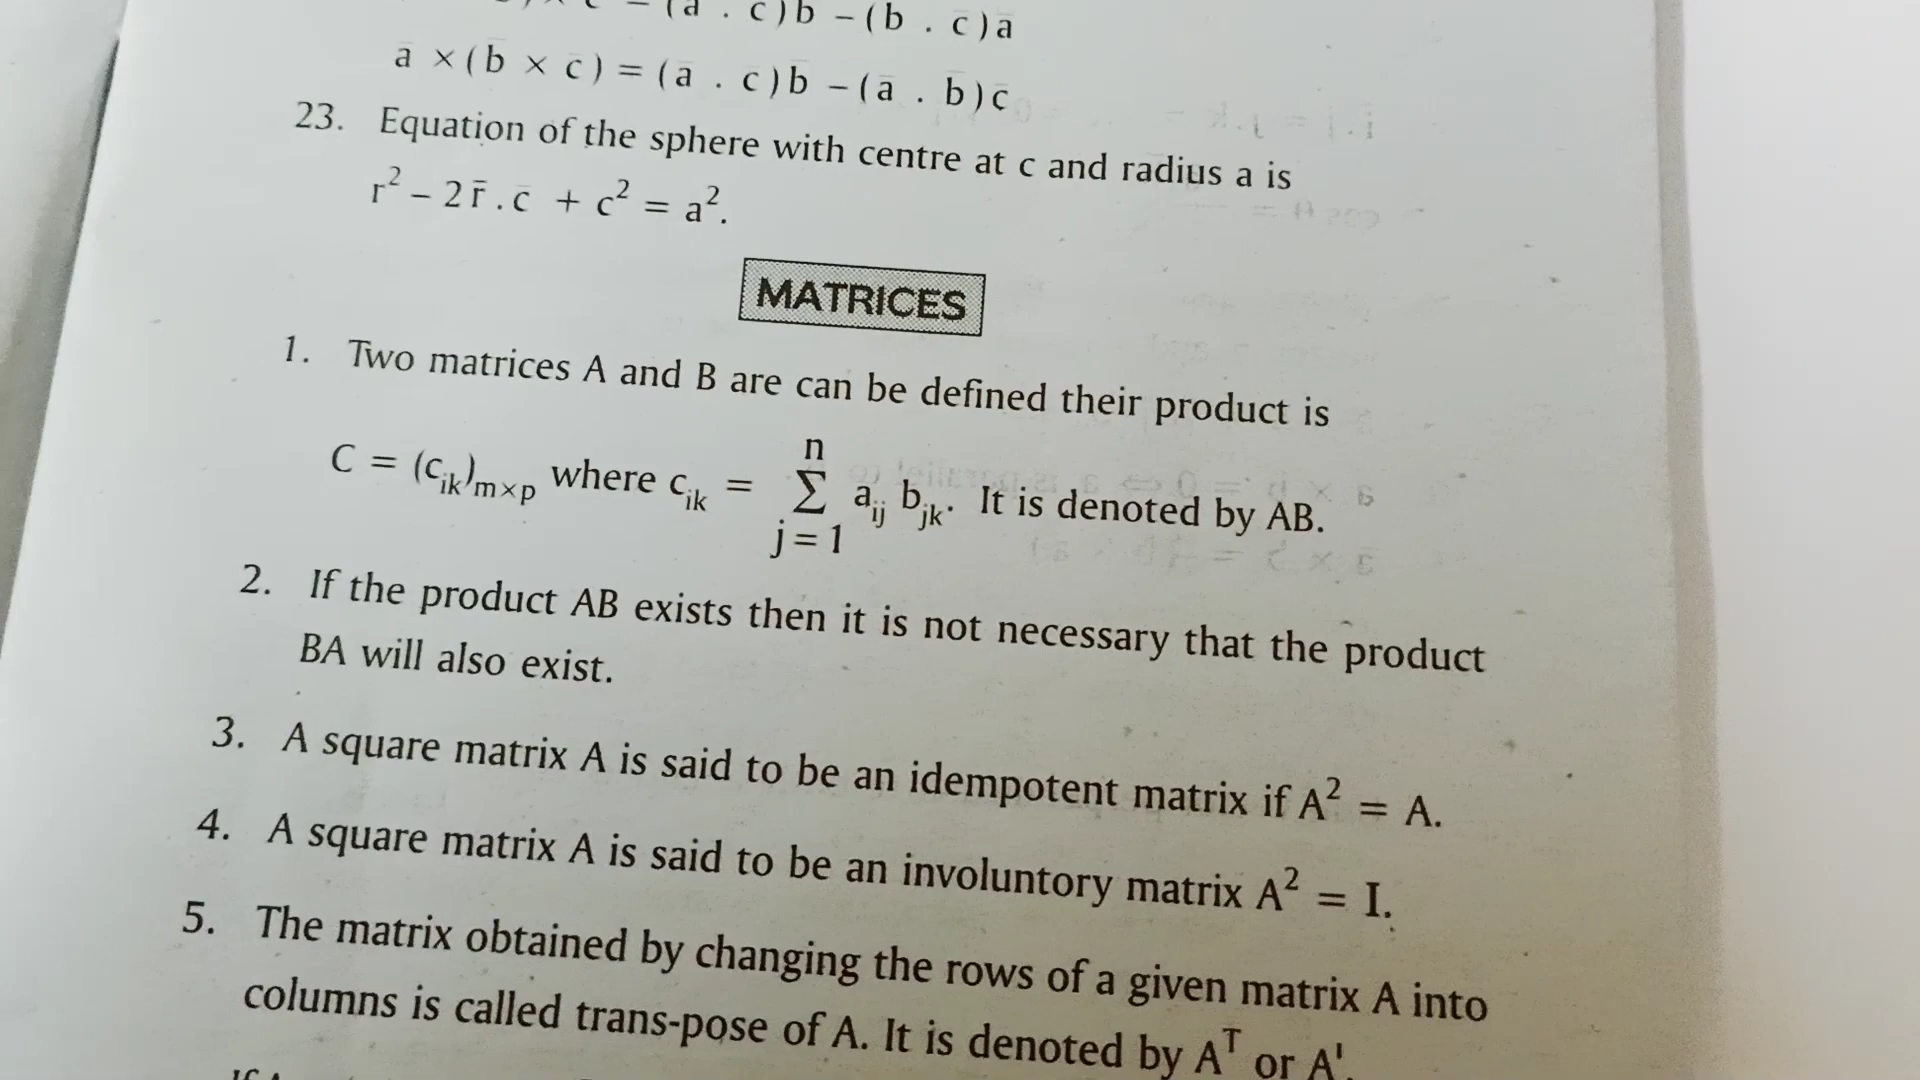 (a . c)b – (b . c)a
a × (b × c) = (a . c)b – (a . b)c
23. Equation of the sphere with centre at c and radius a is
r² – 2r̄ . c̄ + c² = a².
MATRICES
1. Two matrices A and B are can be defined their product is
n
C = (cᵢₖ)ₘₓₚ where cᵢₖ = Σ aᵢⱼ bⱼₖ. It is denoted by AB.
j = 1
2. If the product AB exists then it is not necessary that the product
BA will also exist.
3. A square matrix A is said to be an idempotent matrix if A² = A.
4. A square matrix A is said to be an involuntory matrix A² = I.
5. The matrix obtained by changing the rows of a given matrix A into
columns is called trans-pose of A. It is denoted by Aᵀ or A'.